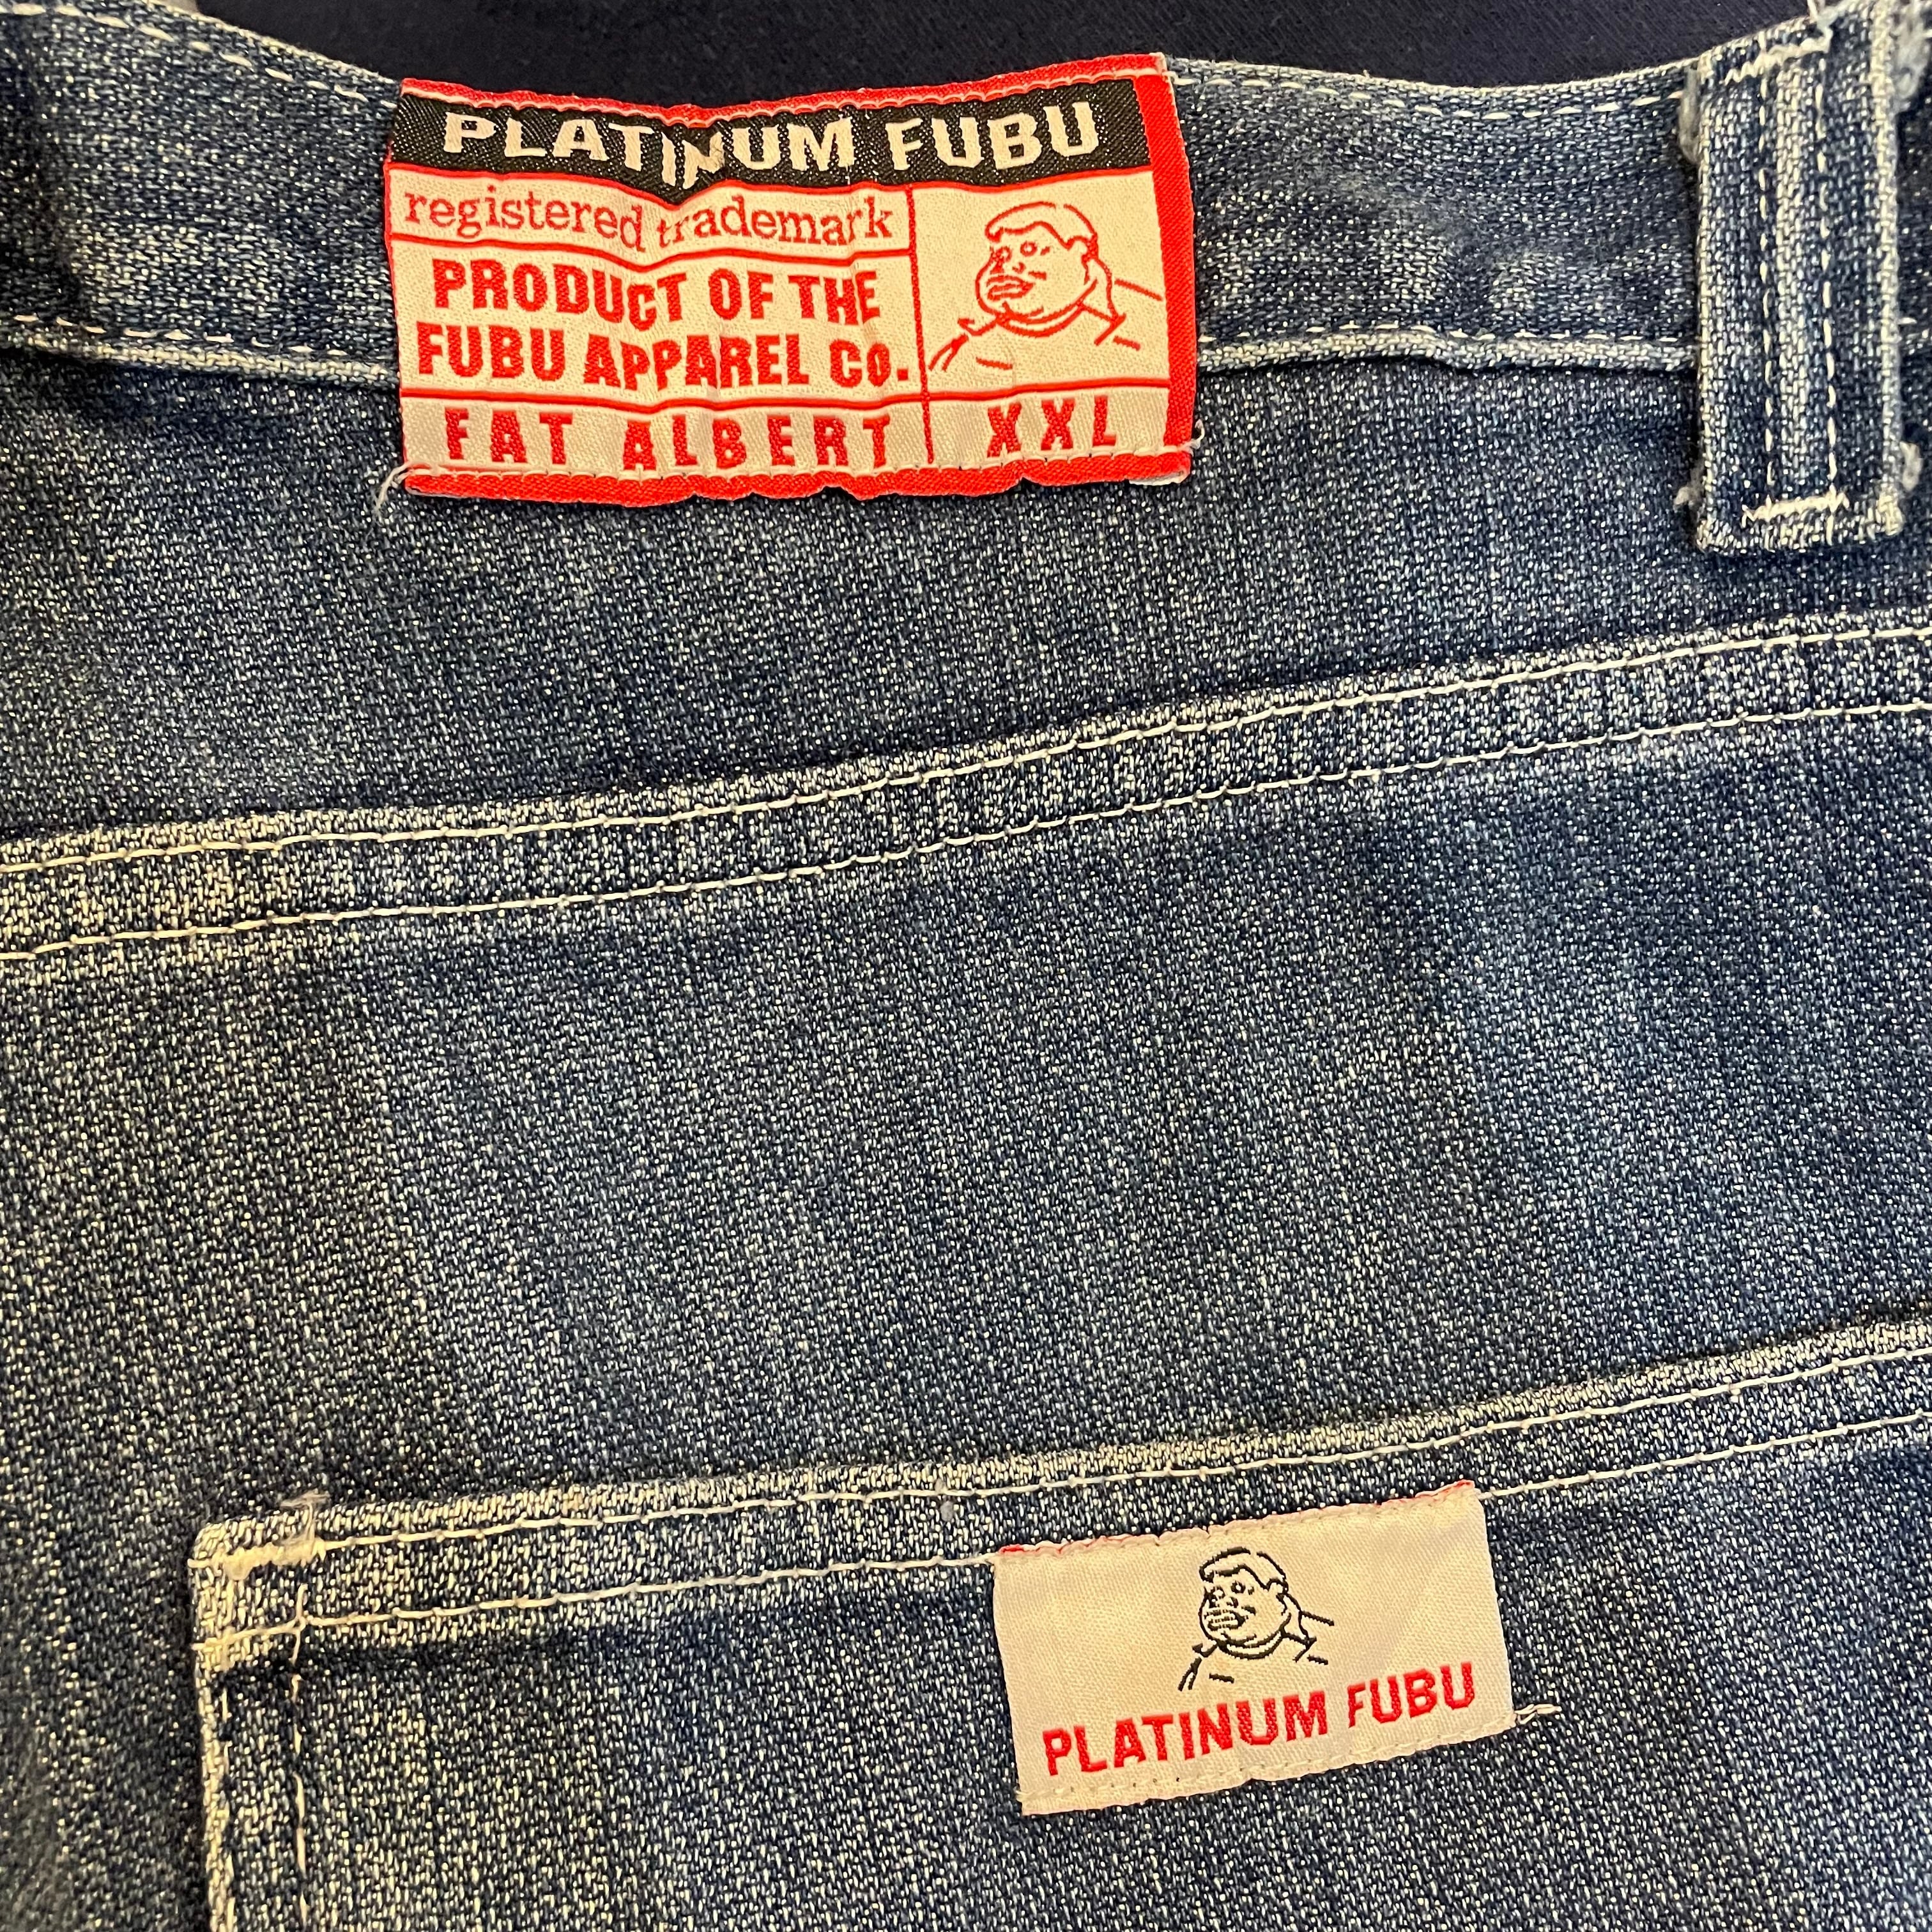 PLATINUM FUBU
registered trademark
PRODUCT OF THE
FUBU APPAREL CO.
FAT ALBERT XXL
PLATINUM FUBU